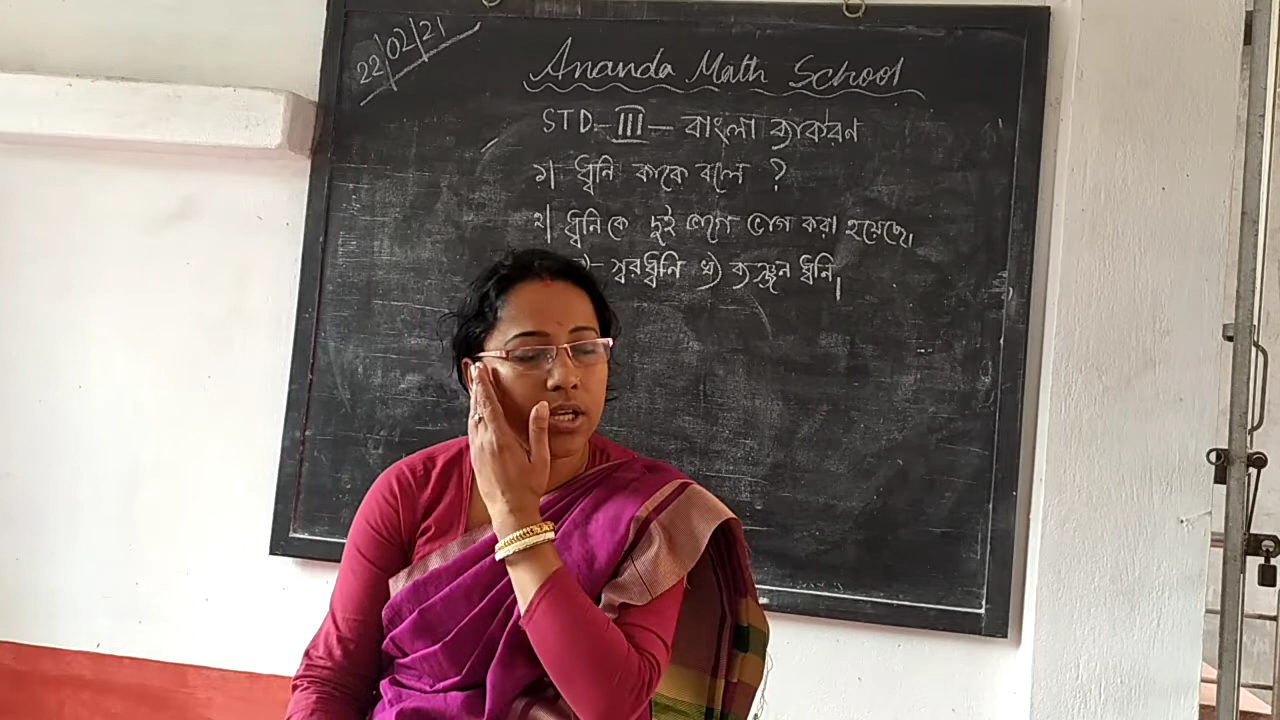 22/02/21
Ananda Math School
STD-III - বাংলা ব্যাকরণ
১। ধ্বনি কাকে বলে ?
২। ধ্বনি কে দুই ভাগে ভাগ করা হয়েছে।
- স্বরধ্বনি খ) ব্যঞ্জন ধ্বনি।